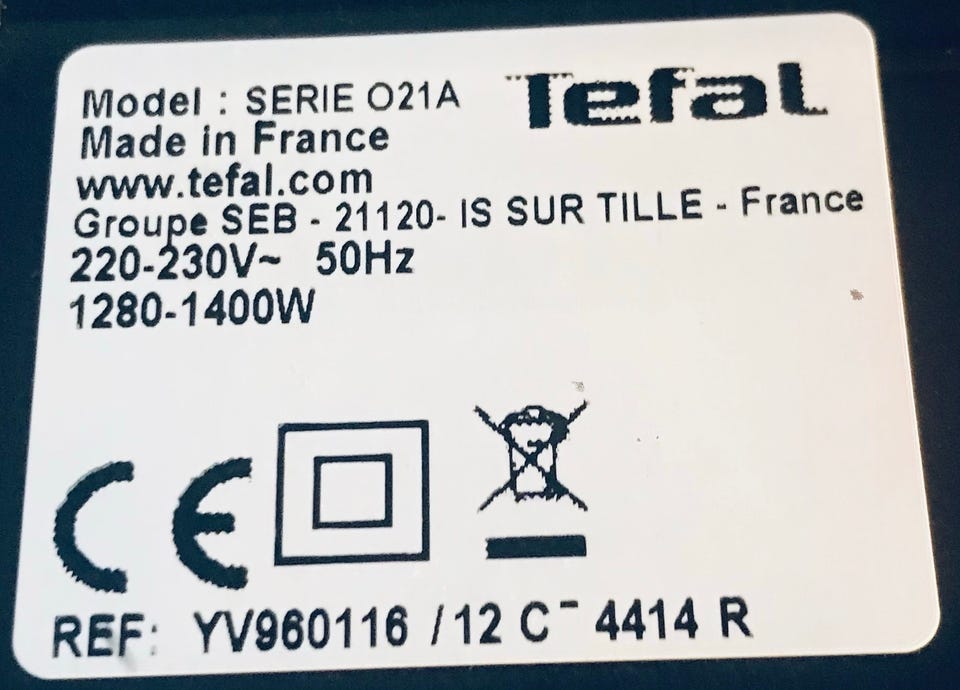 Tefal
Model : SERIE O21A
Made in France
www.tefal.com
Groupe SEB - 21120- IS SUR TILLE - France
220-230V~ 50Hz
1280-1400W
CE
REF: YV960116 /12 C- 4414 R